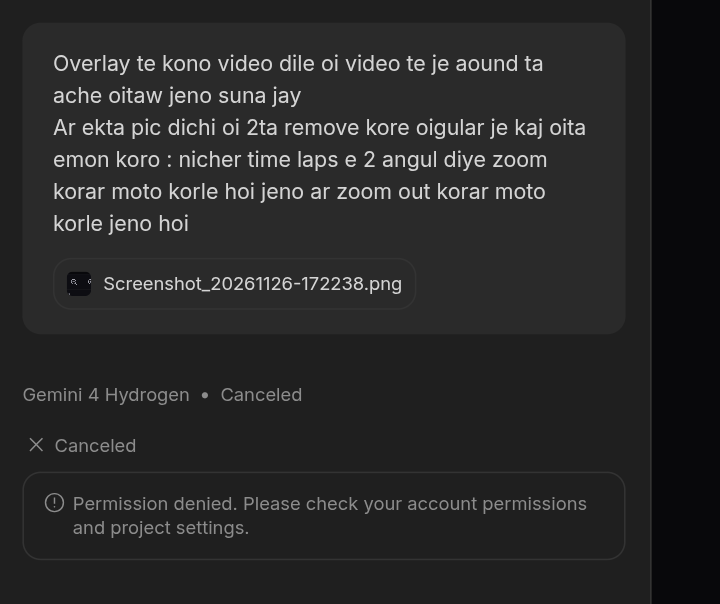 Overlay te kono video dile oi video te je aound ta
ache oitaw jeno suna jay
Ar ekta pic dichi oi 2ta remove kore oigular je kaj oita
emon koro : nicher time laps e 2 angul diye zoom
korar moto korle hoi jeno ar zoom out korar moto
korle jeno hoi
Screenshot_20261126-172238.png
Gemini 4 Hydrogen • Canceled
Canceled
Permission denied. Please check your account permissions
and project settings.